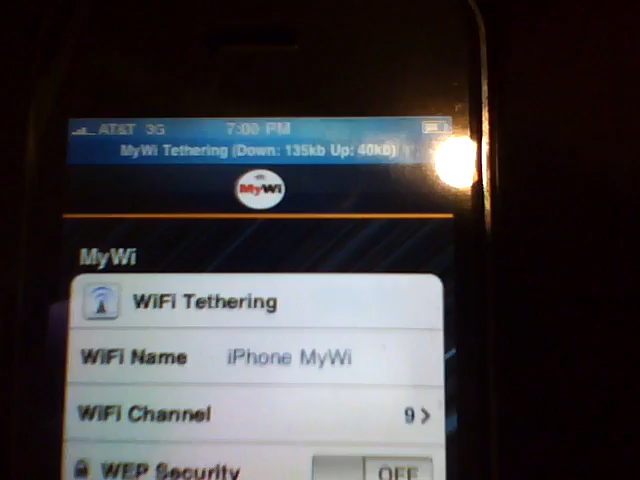 AT&T 3G 7:00 PM
MyWi Tethering (Down: 135kb Up: 40kb)
MyWi
MyWi
WiFi Tethering
WiFi Name iPhone MyWi
WiFi Channel 9 >
WEP Security OFF